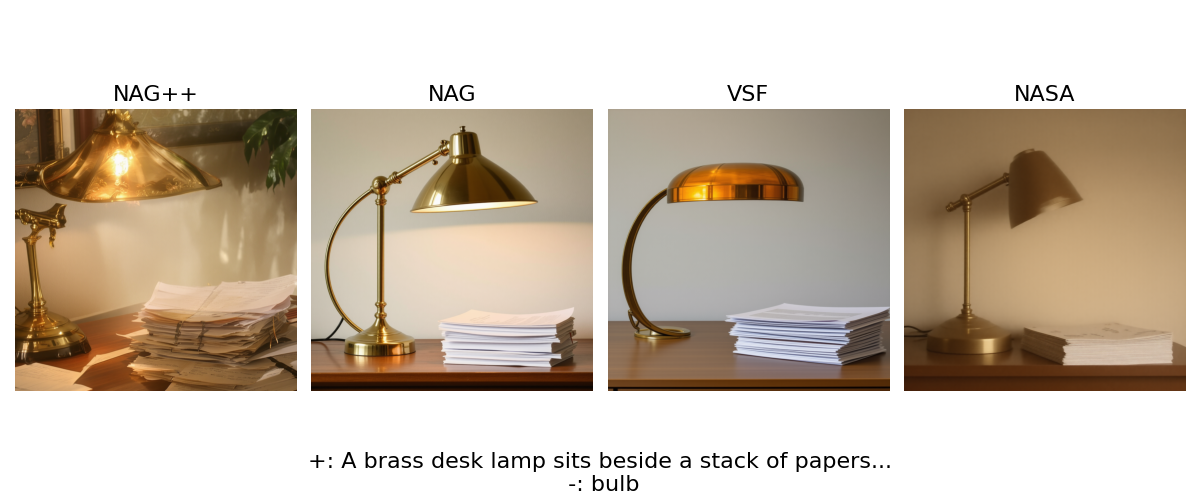 NAG++
NAG
VSF
NASA
+: A brass desk lamp sits beside a stack of papers...
-: bulb